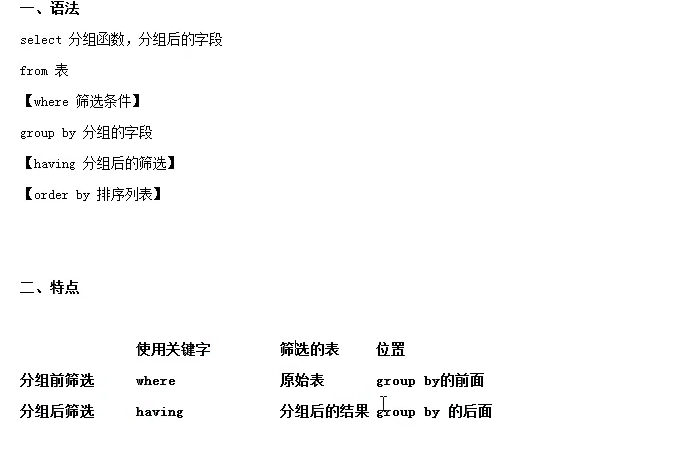 一、语法
select 分组函数，分组后的字段
from 表
【where 筛选条件】
group by 分组的字段
【having 分组后的筛选】
【order by 排序列表】
二、特点
使用关键字 筛选的表 位置
分组前筛选 where 原始表 group by的前面
分组后筛选 having 分组后的结果 group by 的后面